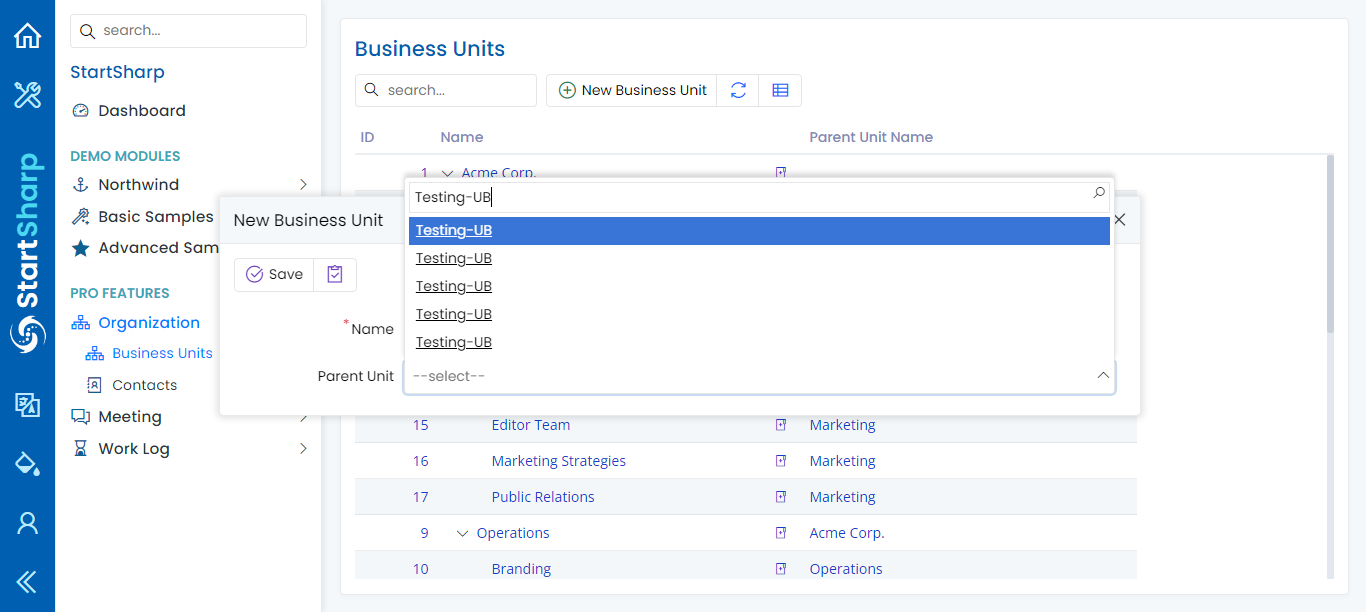 StartSharp
search...
StartSharp
Dashboard
DEMO MODULES
Northwind
Basic Samples
Advanced Sam
PRO FEATURES
Organization
Business Units
Contacts
Meeting
Work Log
Business Units
search...
New Business Unit
ID Name Parent Unit Name
1 Acme Corp.
New Business Unit
Save
* Name
Parent Unit
Testing-UB
Testing-UB
Testing-UB
Testing-UB
Testing-UB
Testing-UB
--select--
15 Editor Team Marketing
16 Marketing Strategies Marketing
17 Public Relations Marketing
9 Operations Acme Corp.
10 Branding Operations